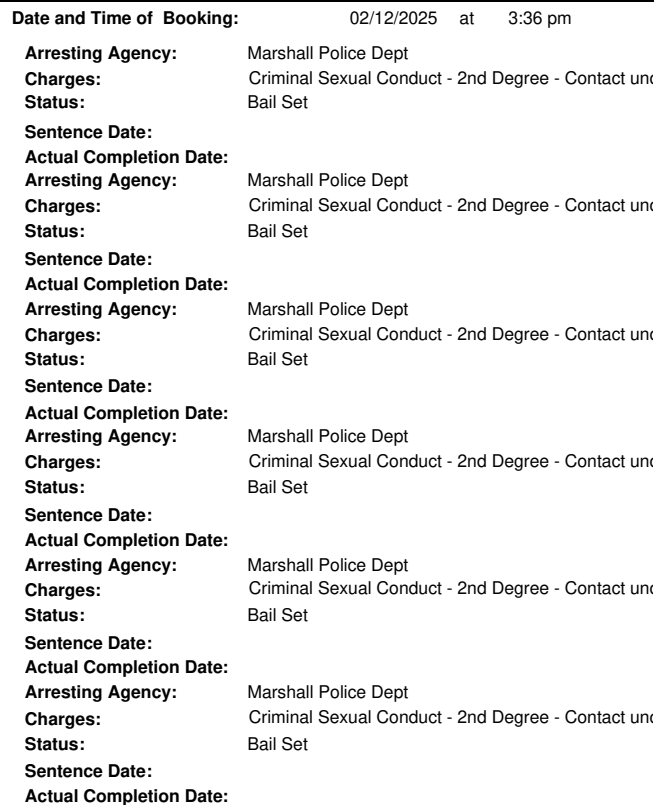 Date and Time of Booking: 02/12/2025 at 3:36 pm
Arresting Agency: Marshall Police Dept
Charges: Criminal Sexual Conduct - 2nd Degree - Contact und
Status: Bail Set
Sentence Date:
Actual Completion Date:
Arresting Agency: Marshall Police Dept
Charges: Criminal Sexual Conduct - 2nd Degree - Contact und
Status: Bail Set
Sentence Date:
Actual Completion Date:
Arresting Agency: Marshall Police Dept
Charges: Criminal Sexual Conduct - 2nd Degree - Contact und
Status: Bail Set
Sentence Date:
Actual Completion Date:
Arresting Agency: Marshall Police Dept
Charges: Criminal Sexual Conduct - 2nd Degree - Contact und
Status: Bail Set
Sentence Date:
Actual Completion Date:
Arresting Agency: Marshall Police Dept
Charges: Criminal Sexual Conduct - 2nd Degree - Contact und
Status: Bail Set
Sentence Date:
Actual Completion Date:
Arresting Agency: Marshall Police Dept
Charges: Criminal Sexual Conduct - 2nd Degree - Contact und
Status: Bail Set
Sentence Date:
Actual Completion Date: